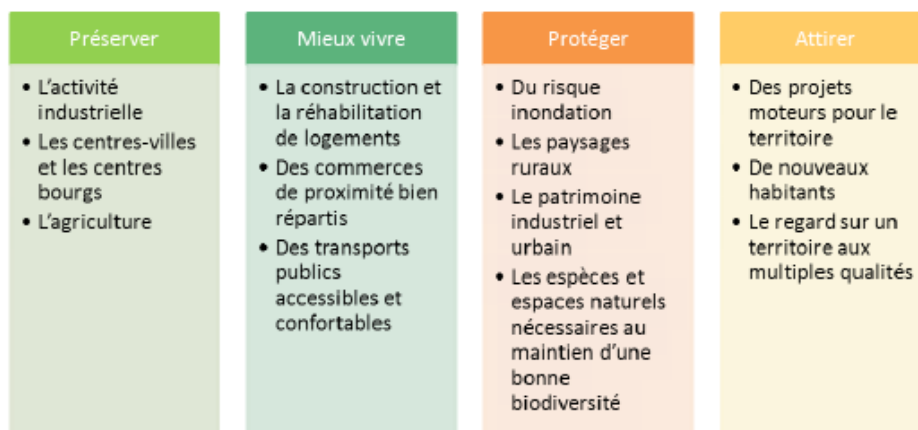 Préserver
• L'activité
industrielle
• Les centres-villes
et les centres
bourgs
• L'agriculture
Mieux vivre
• La construction et
la réhabilitation
de logements
• Des commerces
de proximité bien
répartis
• Des transports
publics
accessibles et
confortables
Protéger
• Du risque
inondation
• Les paysages
ruraux
• Le patrimoine
industriel et
urbain
• Les espèces et
espaces naturels
nécessaires au
maintien d'une
bonne
biodiversité
Attirer
• Des projets
moteurs pour le
territoire
• De nouveaux
habitants
• Le regard sur un
territoire aux
multiples qualités